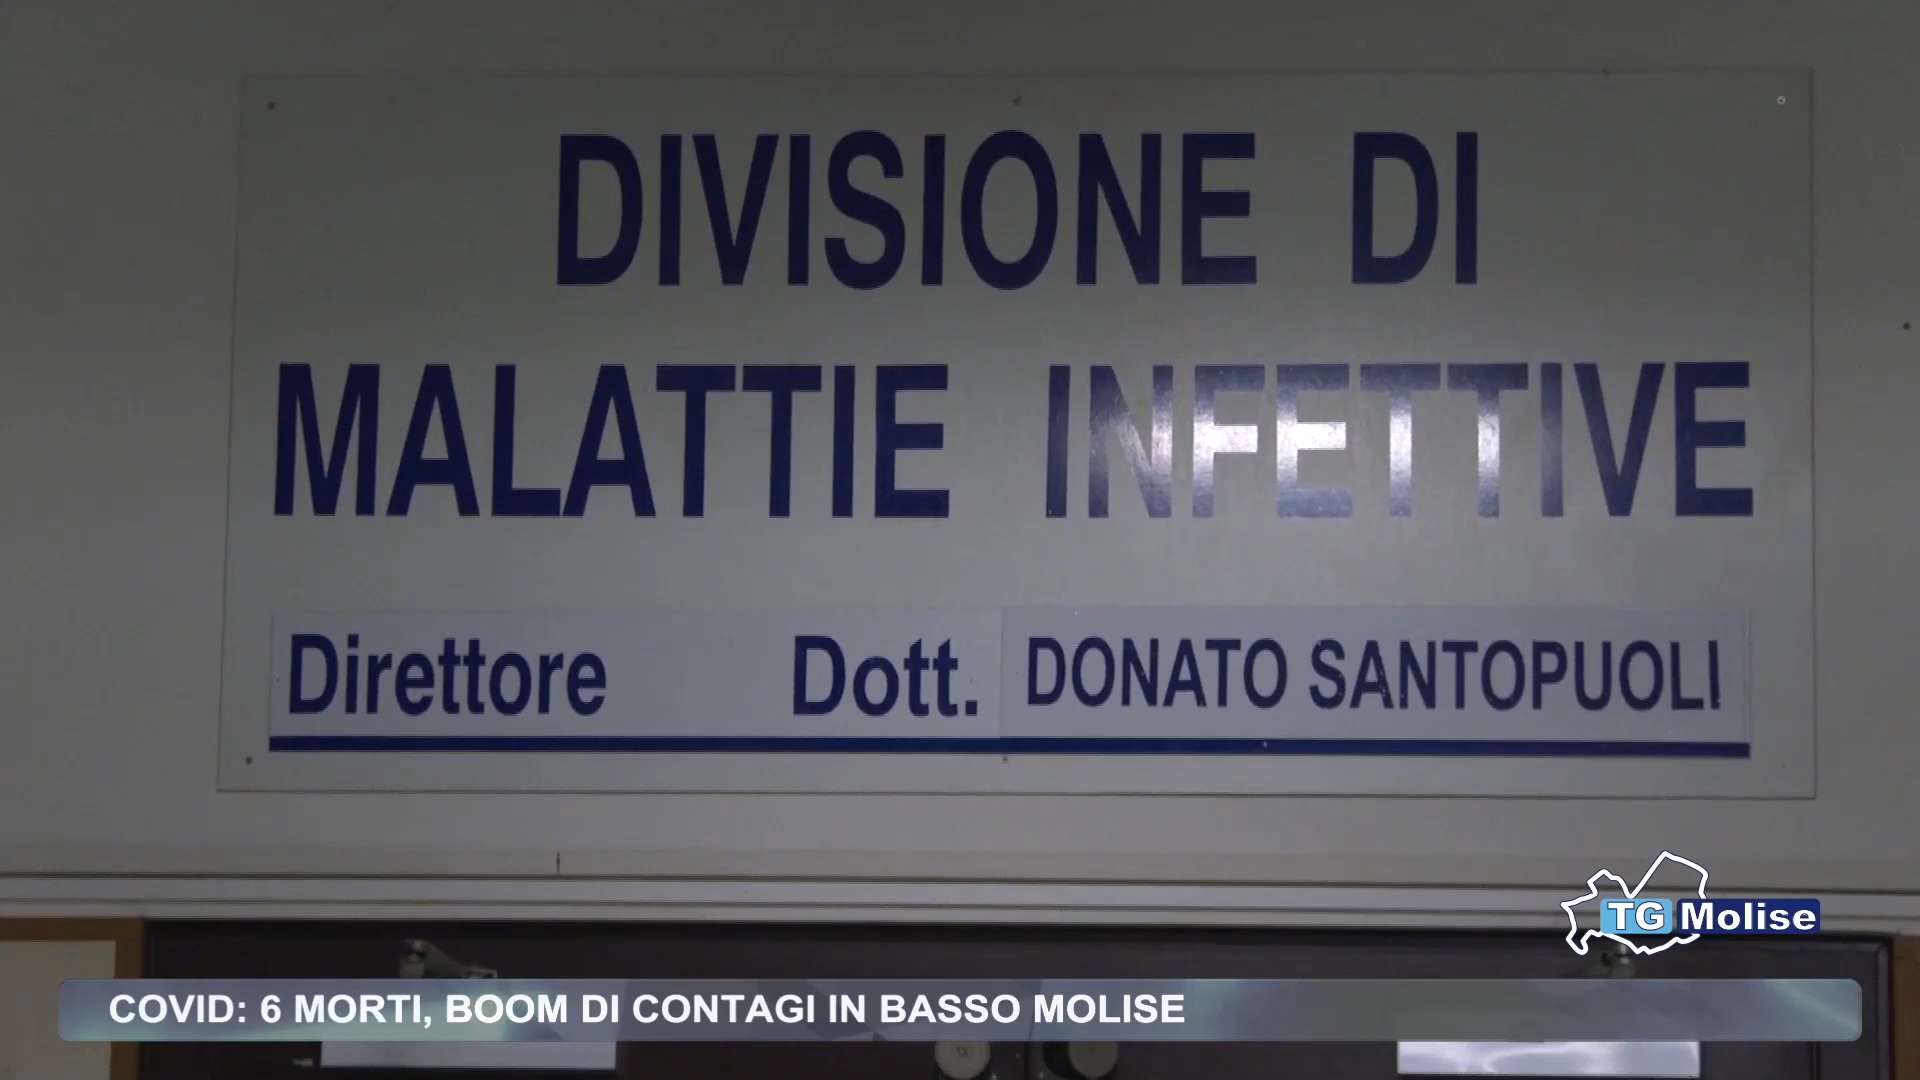 DIVISIONE DI
MALATTIE INFETTIVE
Direttore Dott. DONATO SANTOPUOLI
TG Molise
COVID: 6 MORTI, BOOM DI CONTAGI IN BASSO MOLISE